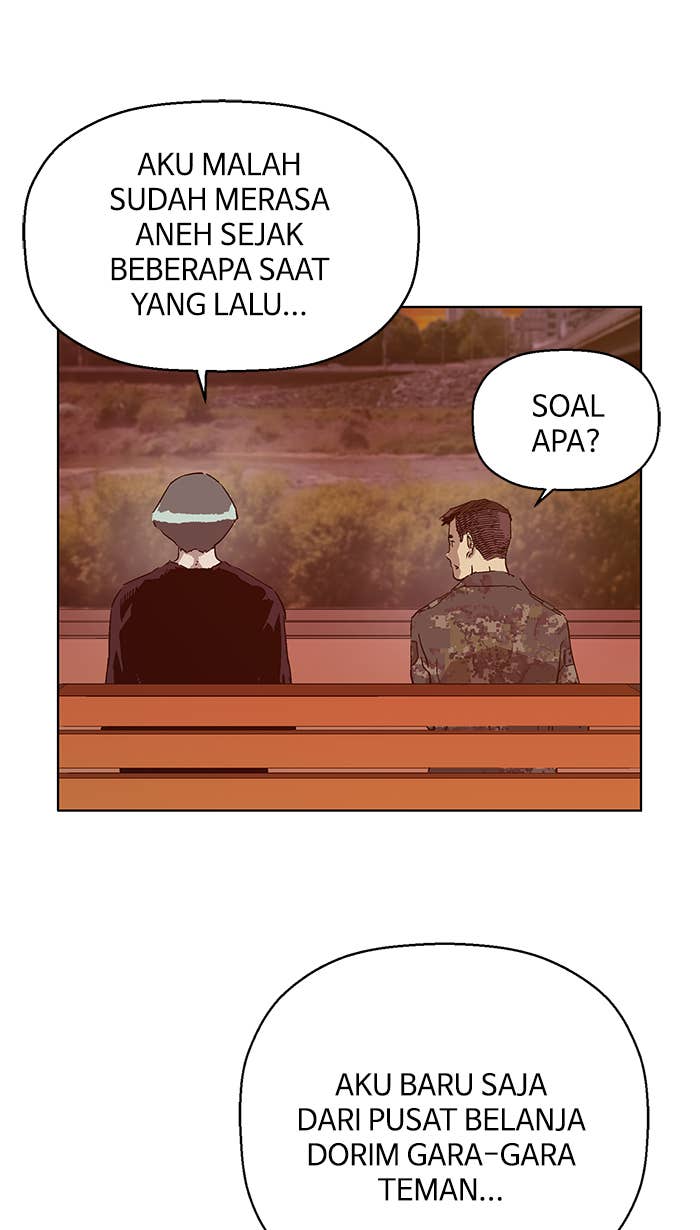 AKU MALAH
SUDAH MERASA
ANEH SEJAK
BEBERAPA SAAT
YANG LALU...
SOAL
APA?
AKU BARU SAJA
DARI PUSAT BELANJA
DORIM GARA-GARA
TEMAN...